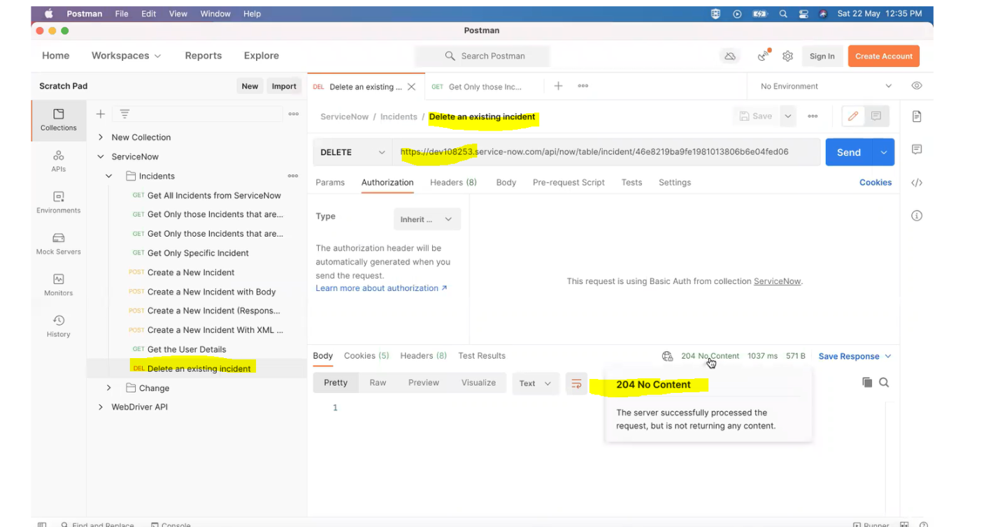 Postman File Edit View Window Help Sat 22 May 12:35 PM
Postman
Home Workspaces Reports Explore Search Postman Sign In Create Account
Scratch Pad New Import
DEL Delete an existing ... GET Get Only those Inc... No Environment
Collections
APIs
Environments
Mock Servers
Monitors
History
New Collection
ServiceNow
Incidents
GET Get All Incidents from ServiceNow
GET Get Only those Incidents that are...
GET Get Only those Incidents that are...
GET Get Only Specific Incident
POST Create a New Incident
POST Create a New Incident with Body
POST Create a New Incident (Respons...
POST Create a New Incident With XML ...
GET Get the User Details
DEL Delete an existing incident
Change
WebDriver API
ServiceNow / Incidents / Delete an existing incident Save
DELETE https://dev108253.service-now.com/api/now/table/incident/46e8219ba9fe1981013806b6e04fed06 Send
Params Authorization Headers (8) Body Pre-request Script Tests Settings Cookies
Type Inherit ...
The authorization header will be
automatically generated when you
send the request.
Learn more about authorization ↗
This request is using Basic Auth from collection ServiceNow.
Body Cookies (5) Headers (8) Test Results 204 No Content 1037 ms 571 B Save Response
Pretty Raw Preview Visualize Text
1
204 No Content
The server successfully processed the
request, but is not returning any content.
Find and Replace Console Runner